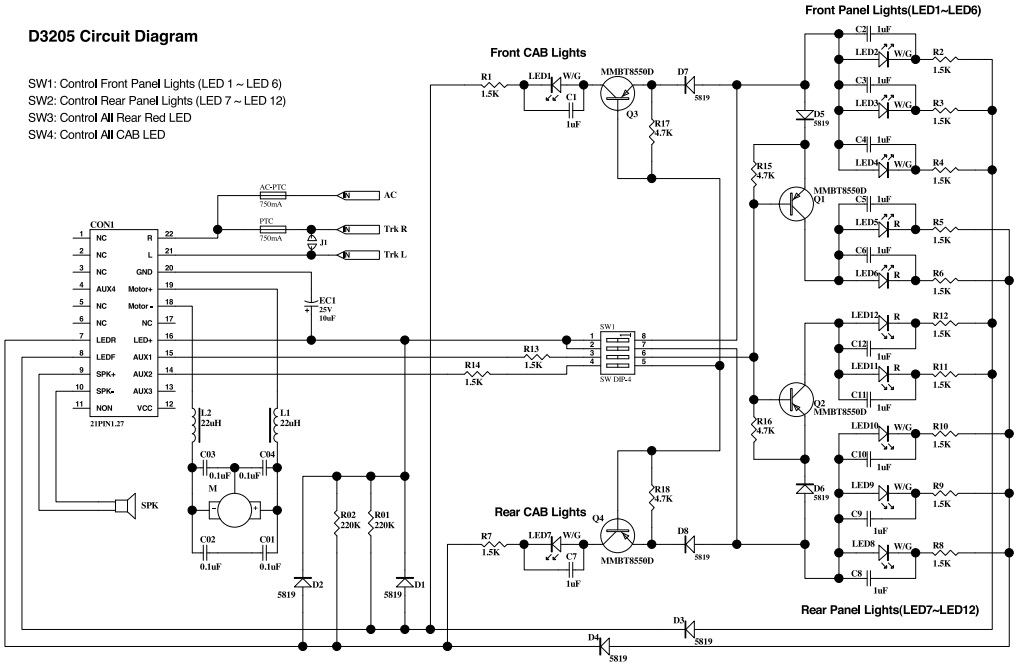 Front Panel Lights(LED1~LED6)
D3205 Circuit Diagram
Front CAB Lights
SW1: Control Front Panel Lights (LED 1 ~ LED 6)
SW2: Control Rear Panel Lights (LED 7 ~ LED 12)
SW3: Control All Rear Red LED
SW4: Control All CAB LED
R1
1.5K
LED1
W/G
C1
1uF
MMBT8550D
Q3
D7
5819
R17
4.7K
C2
1uF
LED2
W/G
R2
1.5K
C3
1uF
LED3
W/G
R3
1.5K
C4
1uF
LED4
W/G
R4
1.5K
D5
5819
R15
4.7K
MMBT8550D
Q1
C5
1uF
LED5
R
R5
1.5K
C6
1uF
LED6
R
R6
1.5K
AC-PTC
750mA
IN
AC
PTC
750mA
J1
IN
Trk R
IN
Trk L
CON1
1 NC R 22
2 NC L 21
3 NC GND 20
4 AUX4 Motor+ 19
5 NC Motor - 18
6 NC NC 17
7 LEDR LED+ 16
8 LEDF AUX1 15
9 SPK+ AUX2 14
10 SPK- AUX3 13
11 NON VCC 12
21PIN1.27
EC1
25V
10uF
+
SW1
1 8
2 7
3 6
4 5
SW DIP-4
R13
1.5K
R14
1.5K
LED12
R
R12
1.5K
C12
1uF
LED11
R
R11
1.5K
C11
1uF
Q2
MMBT8550D
R16
4.7K
LED10
W/G
R10
1.5K
C10
1uF
D6
5819
LED9
W/G
R9
1.5K
C9
1uF
LED8
W/G
R8
1.5K
C8
1uF
L2
22uH
L1
22uH
C03
0.1uF
C04
0.1uF
M
-
+
C02
0.1uF
C01
0.1uF
SPK
R02
220K
R01
220K
D2
5819
D1
5819
Rear CAB Lights
R7
1.5K
LED7
W/G
C7
1uF
Q4
MMBT8550D
R18
4.7K
D8
5819
Rear Panel Lights(LED7~LED12)
D3
5819
D4
5819